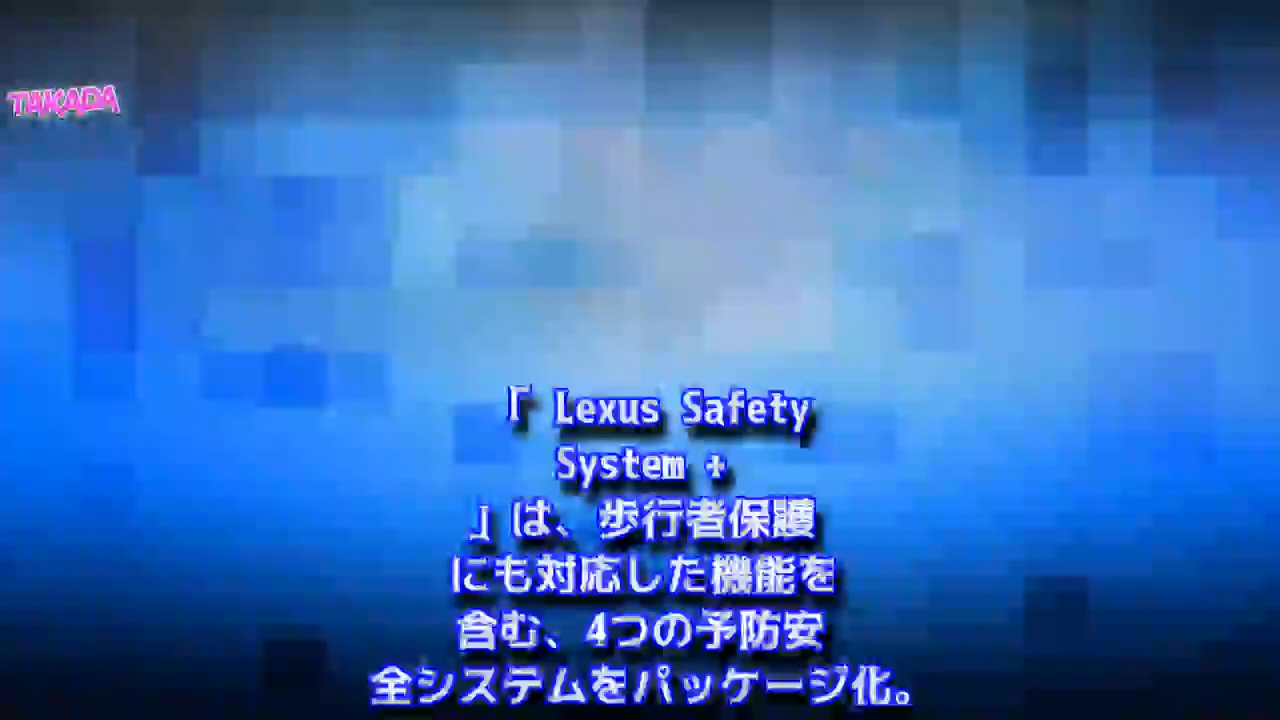 TAKADA
『 Lexus Safety
System +
』は、歩行者保護
にも対応した機能を
含む、4つの予防安
全システムをパッケージ化。